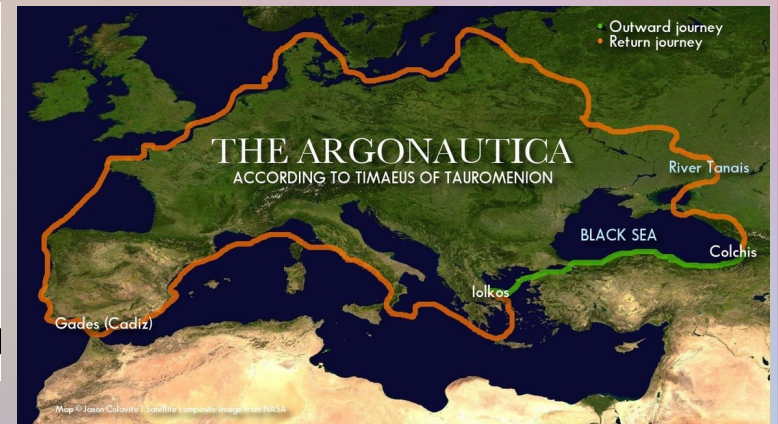 Outward journey
Return journey
THE ARGONAUTICA
ACCORDING TO TIMAEUS OF TAUROMENION
River Tanais
BLACK SEA
Colchis
Iolkos
Gades (Cadiz)
Map © Jason Colavito - Satellite composite image from NASA